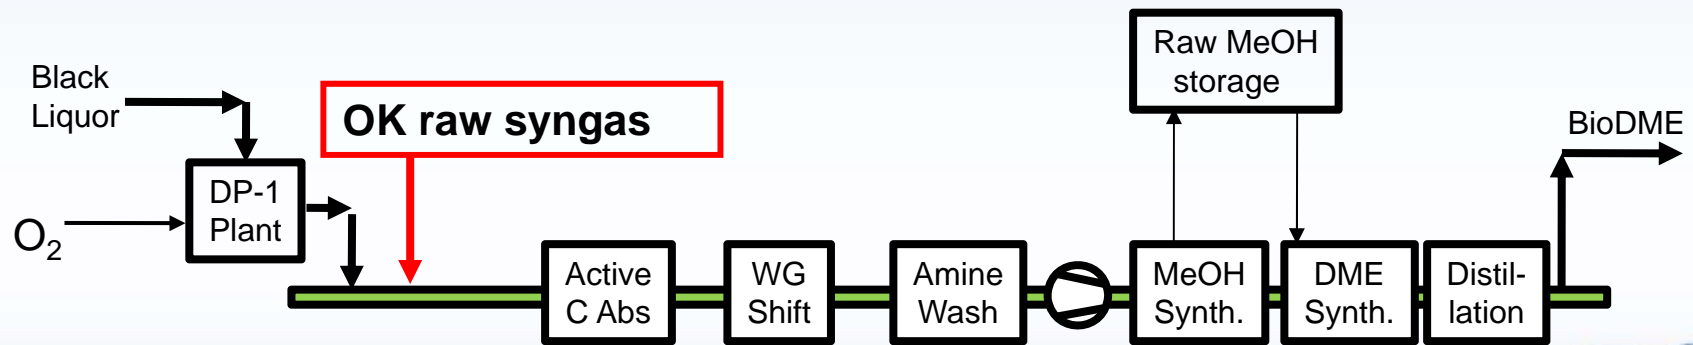 Black
Liquor
O2
DP-1
Plant
OK raw syngas
Active
C Abs
WG
Shift
Amine
Wash
Raw MeOH
storage
MeOH
Synth.
DME
Synth.
Distil-
lation
BioDME